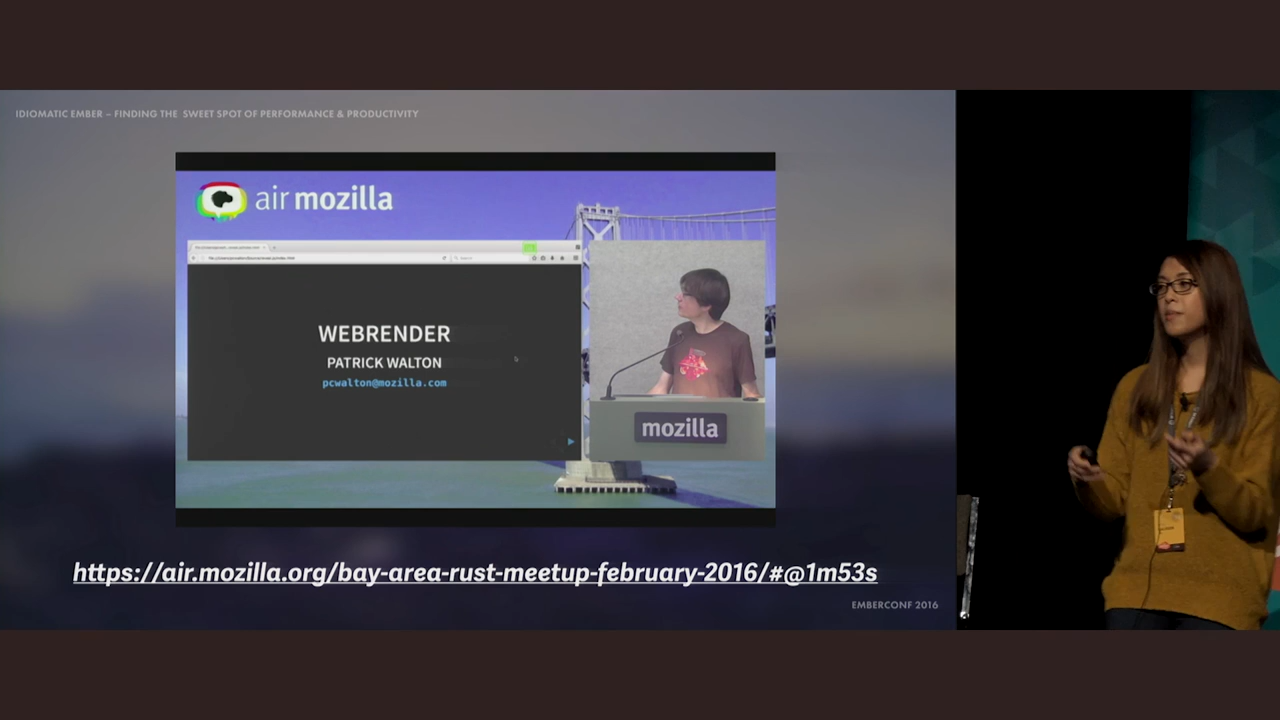 IDIOMATIC EMBER – FINDING THE SWEET SPOT OF PERFORMANCE & PRODUCTIVITY
air mozilla
WEBRENDER
PATRICK WALTON
pcwalton@mozilla.com
mozilla
https://air.mozilla.org/bay-area-rust-meetup-february-2016/#@1m53s
EMBERCONF 2016